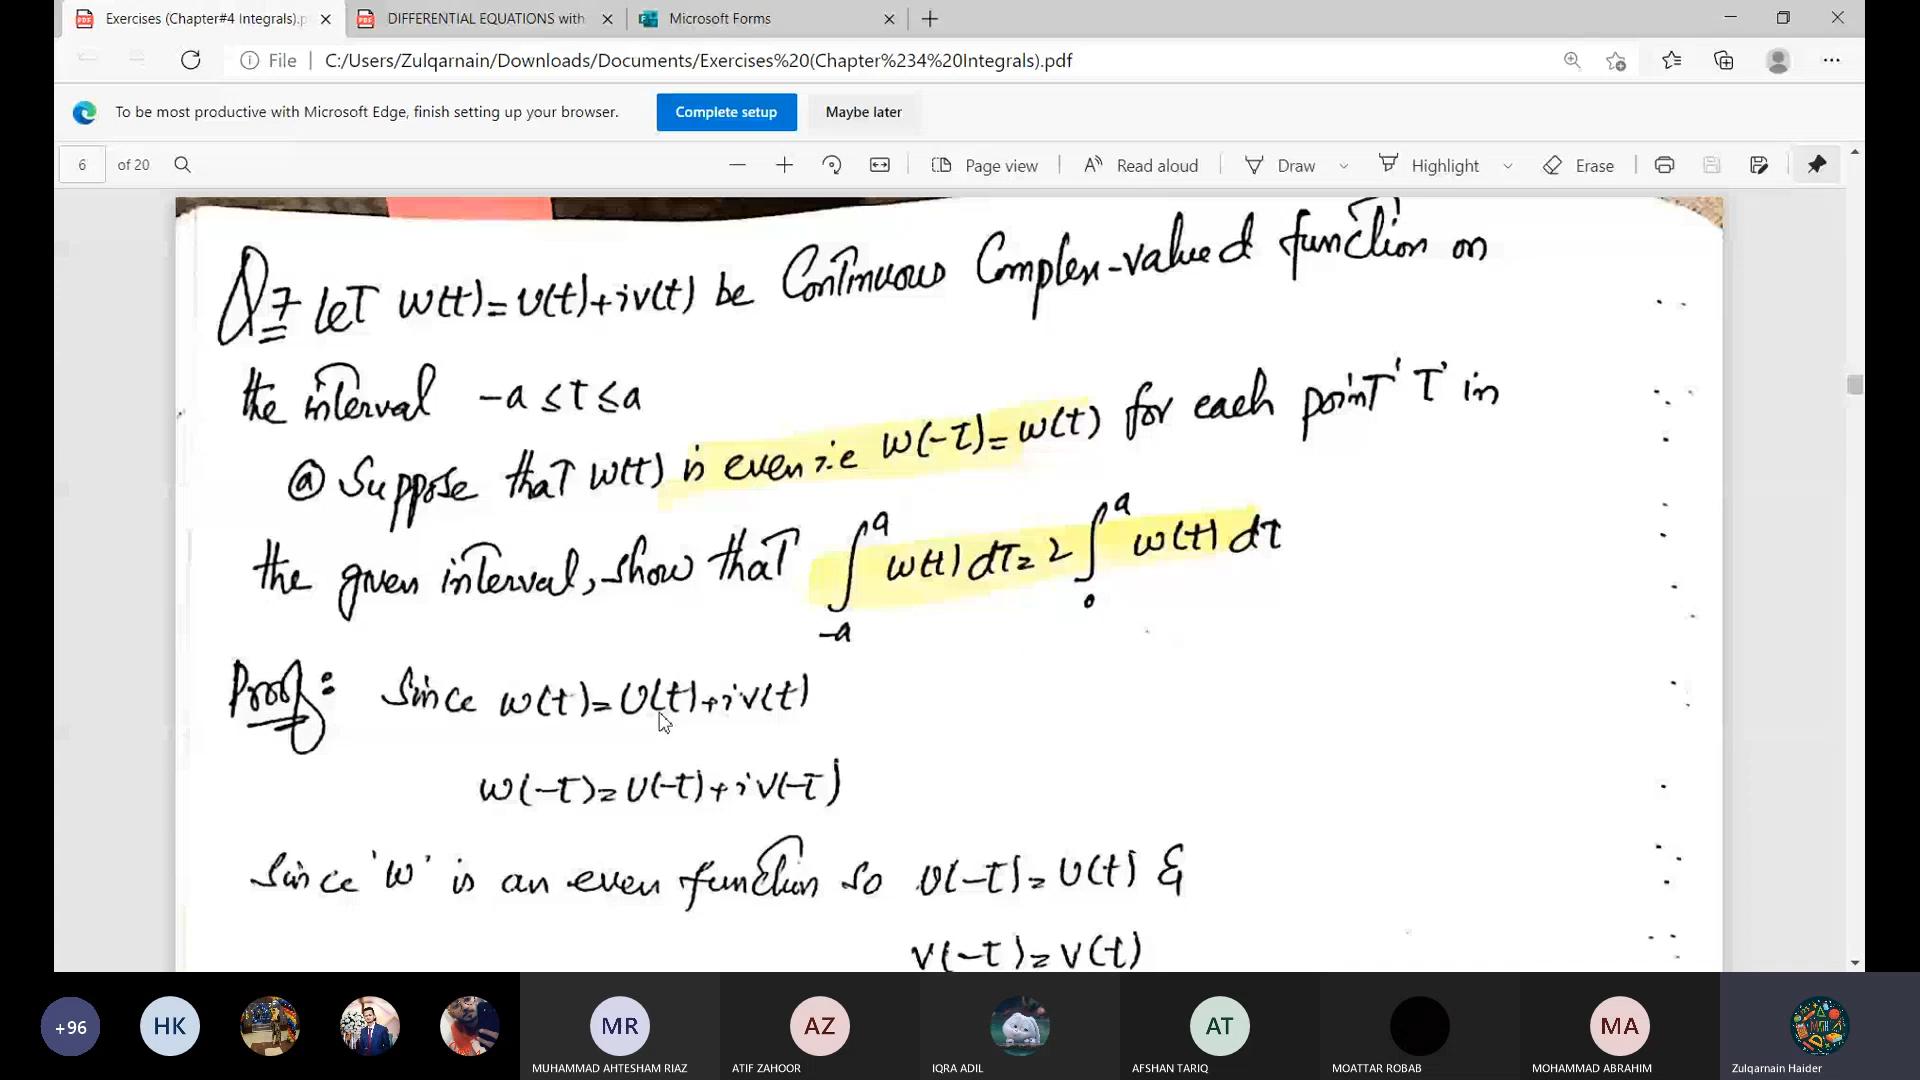 Exercises (Chapter#4 Integrals).p
DIFFERENTIAL EQUATIONS with
Microsoft Forms
File
C:/Users/Zulqarnain/Downloads/Documents/Exercises%20(Chapter%234%20Integrals).pdf
To be most productive with Microsoft Edge, finish setting up your browser.
Complete setup
Maybe later
6 of 20
Page view
Read aloud
Draw
Highlight
Erase
Q=7 Let w(t)=U(t)+iv(t) be Continuous Complex-valued function on
the interval -a ≤ t ≤ a
ⓐ Suppose that w(t) is even i.e w(-t)=w(t) for each point 't' in
the given interval, show that ∫_{-a}^{a} w(t) dt = 2 ∫_{0}^{a} w(t) dt
Proof: Since w(t)=U(t)+iv(t)
w(-t)=U(-t)+iV(-t)
Since 'w' is an even function so U(-t)=U(t) &
V(-t)=V(t)
+96
HK
MR
AZ
AT
MA
MUHAMMAD AHTESHAM RIAZ
ATIF ZAHOOR
IQRA ADIL
AFSHAN TARIQ
MOATTAR ROBAB
MOHAMMAD ABRAHIM
Zulqarnain Haider